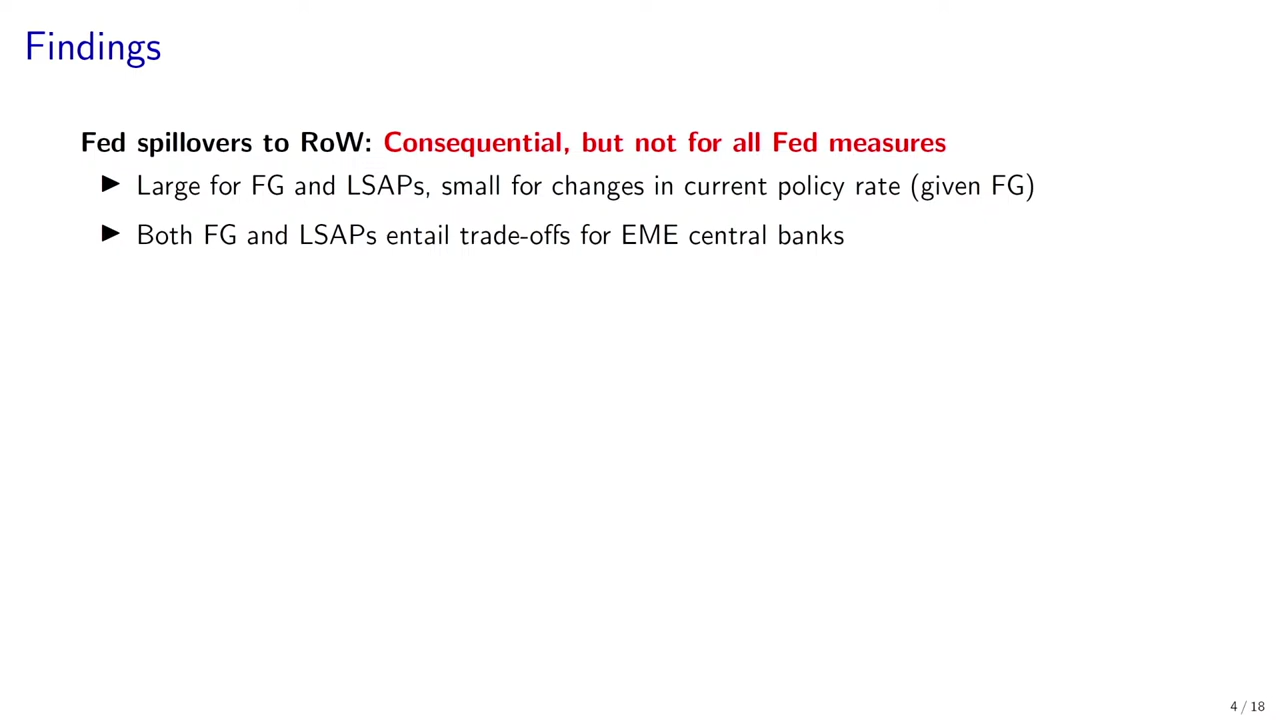 Findings
Fed spillovers to RoW: Consequential, but not for all Fed measures
▶ Large for FG and LSAPs, small for changes in current policy rate (given FG)
▶ Both FG and LSAPs entail trade-offs for EME central banks
4 / 18